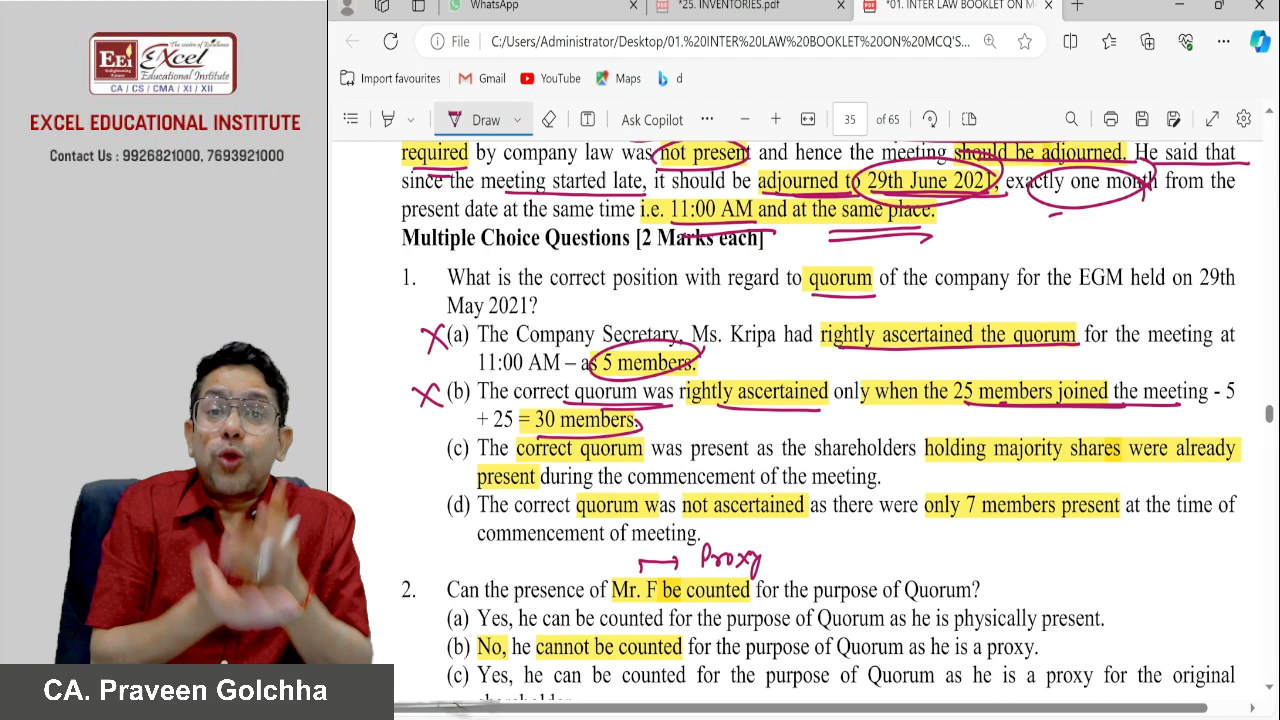 WhatsApp
*25. INVENTORIES.pdf
*01. INTER LAW BOOKLET ON M
File
C:/Users/Administrator/Desktop/01.%20INTER%20LAW%20BOOKLET%20ON%20MCQ'S...
Import favourites
Gmail
YouTube
Maps
d
Draw
Ask Copilot
35 of 65
EEi
Excel
Educational Institute
CA / CS / CMA / XI / XII
EXCEL EDUCATIONAL INSTITUTE
Contact Us : 9926821000, 7693921000
required by company law was not present and hence the meeting should be adjourned. He said that
since the meeting started late, it should be adjourned to 29th June 2021, exactly one month from the
present date at the same time i.e. 11:00 AM and at the same place.
Multiple Choice Questions [2 Marks each]
1. What is the correct position with regard to quorum of the company for the EGM held on 29th
May 2021?
(a) The Company Secretary, Ms. Kripa had rightly ascertained the quorum for the meeting at
11:00 AM – as 5 members.
(b) The correct quorum was rightly ascertained only when the 25 members joined the meeting - 5
+ 25 = 30 members.
(c) The correct quorum was present as the shareholders holding majority shares were already
present during the commencement of the meeting.
(d) The correct quorum was not ascertained as there were only 7 members present at the time of
commencement of meeting.
Proxy
2. Can the presence of Mr. F be counted for the purpose of Quorum?
(a) Yes, he can be counted for the purpose of Quorum as he is physically present.
(b) No, he cannot be counted for the purpose of Quorum as he is a proxy.
(c) Yes, he can be counted for the purpose of Quorum as he is a proxy for the original
shareholder.
CA. Praveen Golchha